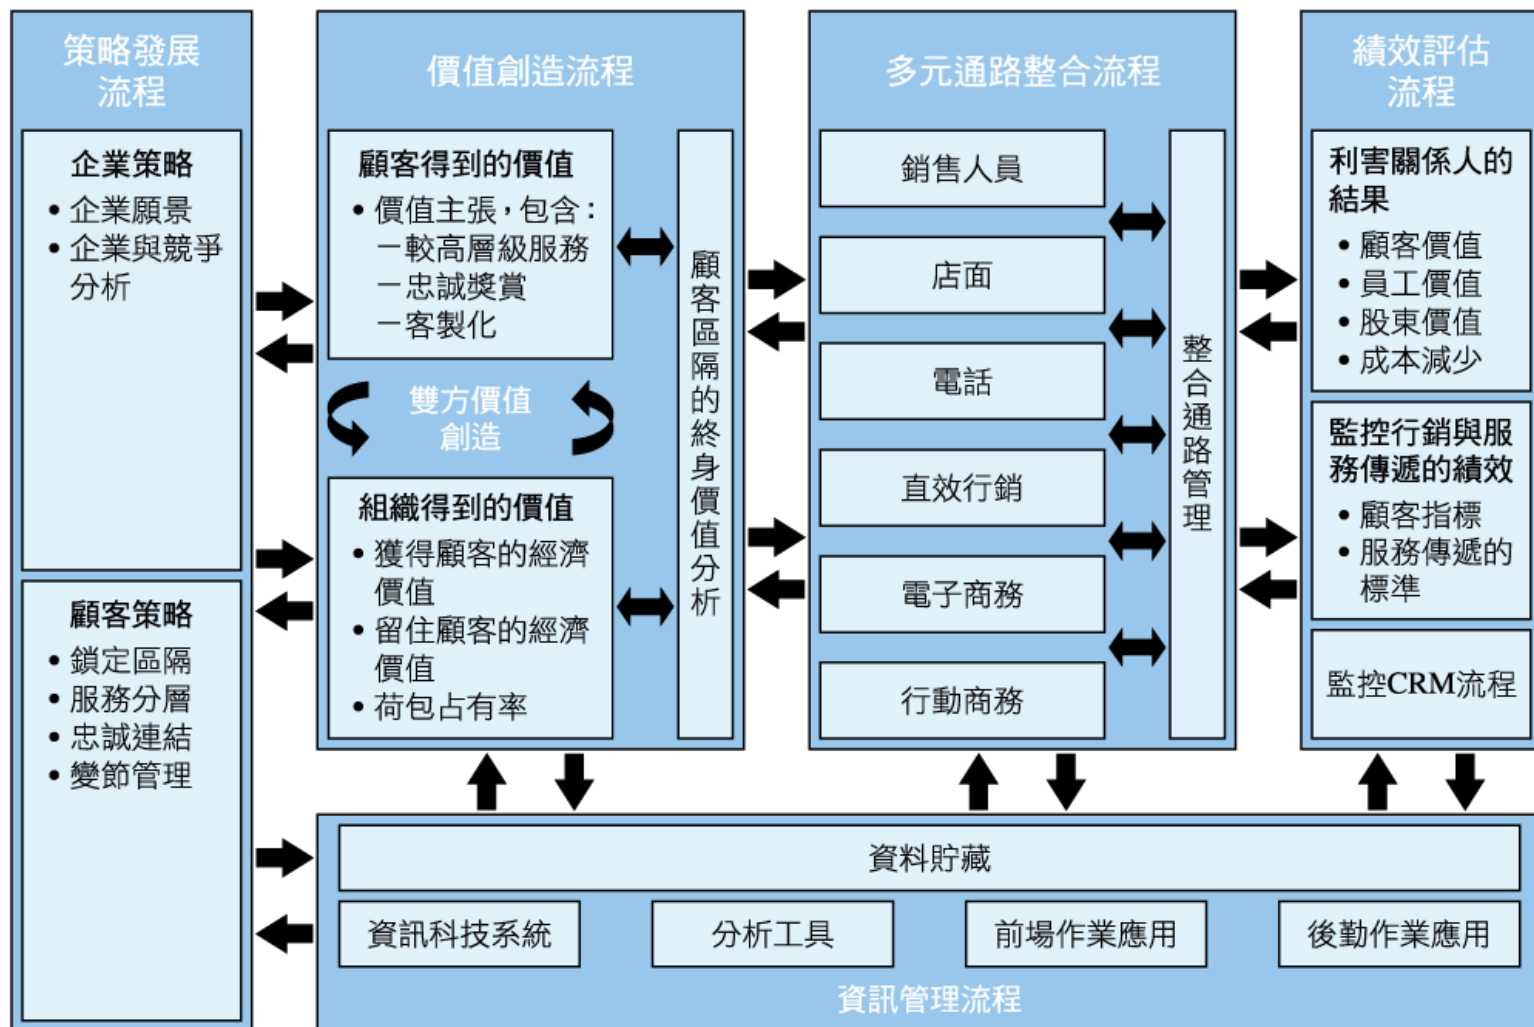 策略發展
流程
企業策略
• 企業願景
• 企業與競爭
分析
顧客策略
• 鎖定區隔
• 服務分層
• 忠誠連結
• 變節管理
價值創造流程
顧客得到的價值
• 價值主張，包含：
－較高層級服務
－忠誠獎賞
－客製化
雙方價值
創造
組織得到的價值
• 獲得顧客的經濟
價值
• 留住顧客的經濟
價值
• 荷包占有率
顧客區隔的終身價值分析
多元通路整合流程
銷售人員
店面
電話
直效行銷
電子商務
行動商務
整合通路管理
績效評估
流程
利害關係人的
結果
• 顧客價值
• 員工價值
• 股東價值
• 成本減少
監控行銷與服
務傳遞的績效
• 顧客指標
• 服務傳遞的
標準
監控CRM流程
資料貯藏
資訊科技系統
分析工具
前場作業應用
後勤作業應用
資訊管理流程